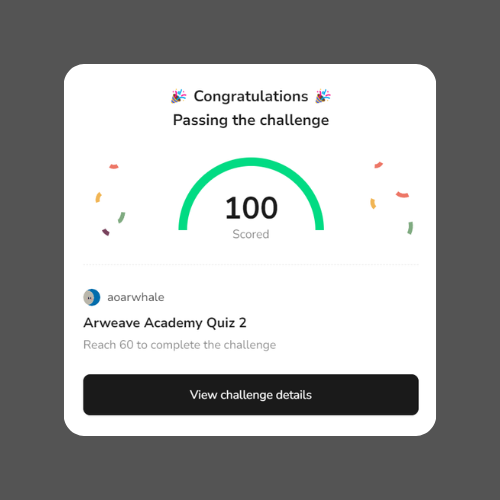 🎉 Congratulations 🎉
Passing the challenge
100
Scored
aoarwhale
Arweave Academy Quiz 2
Reach 60 to complete the challenge
View challenge details